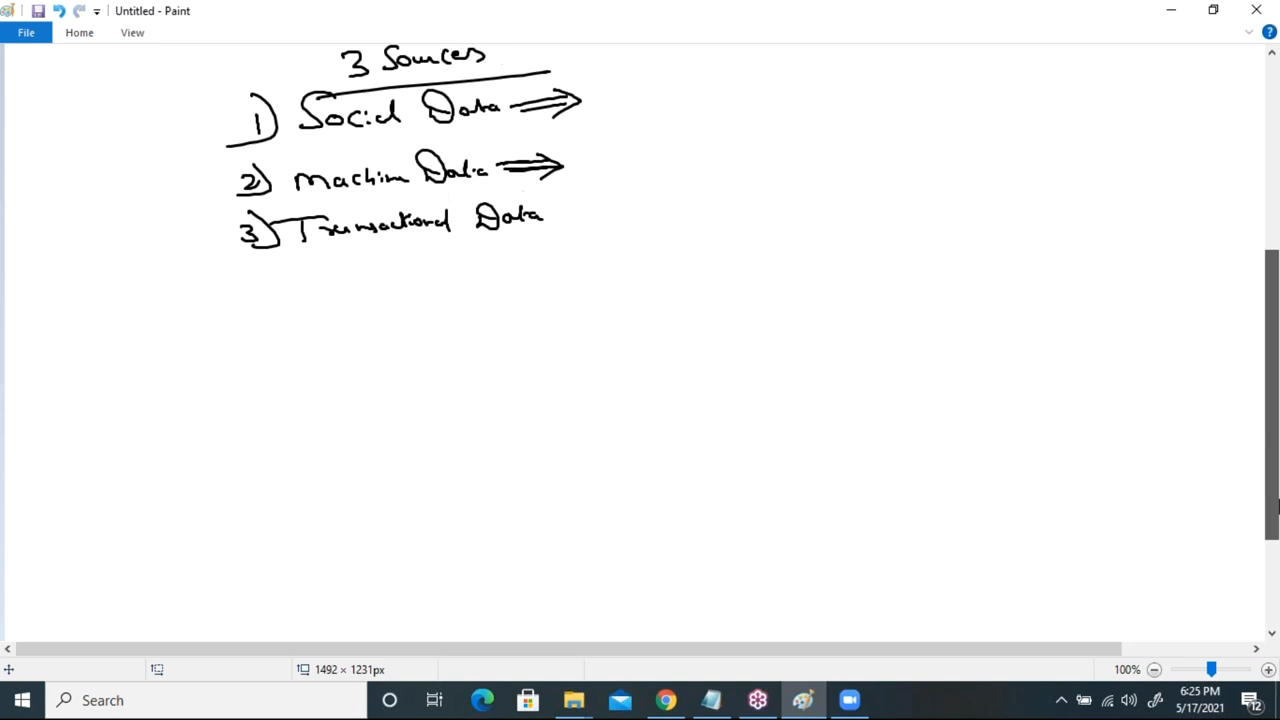 Untitled - Paint
File Home View
3 Sources
1) Social Data ⇒
2) Machine Data ⇒
3) Transactional Data
1492 × 1231px
100%
Search
6:25 PM
5/17/2021
12